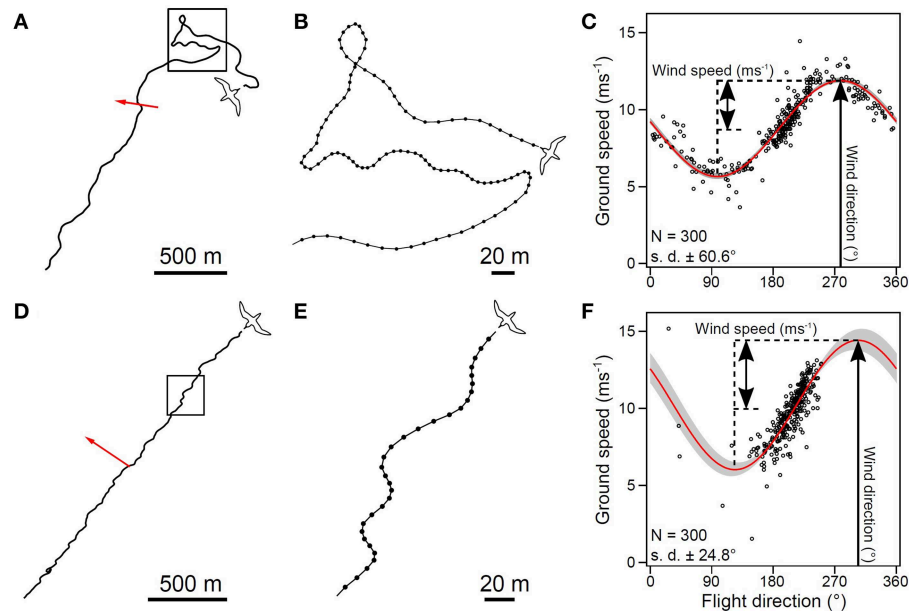 A
500 m
B
20 m
C
Ground speed (ms-1)
15
10
5
0
Wind speed (ms-1)
Wind direction (°)
N = 300
s. d. ± 60.6°
0 90 180 270 360
D
500 m
E
20 m
F
Ground speed (ms-1)
15
10
5
0
Wind speed (ms-1)
Wind direction (°)
N = 300
s. d. ± 24.8°
0 90 180 270 360
Flight direction (°)